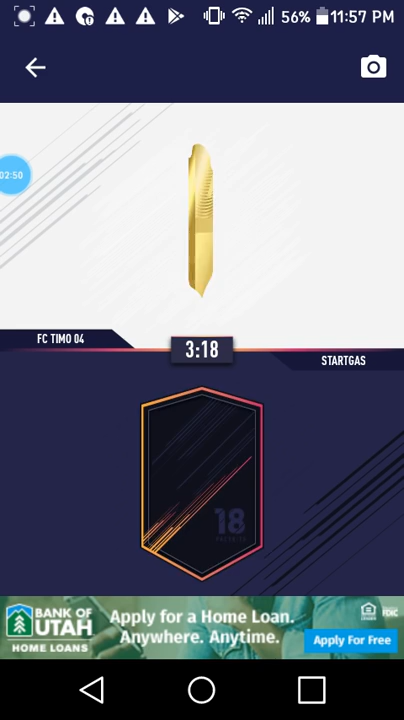 56% 11:57 PM
02:50
FC TIMO 04
3:18
STARTGAS
18
BANK OF
UTAH
HOME LOANS
Apply for a Home Loan.
Anywhere. Anytime.
Apply For Free
FDIC